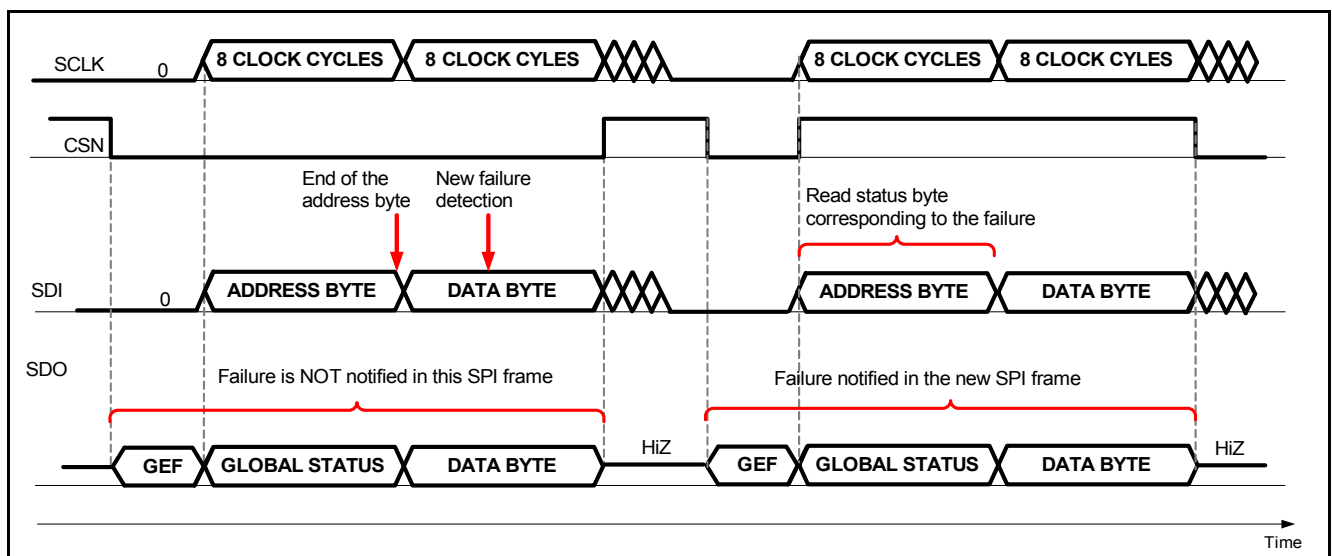 SCLK
0
8 CLOCK CYCLES
8 CLOCK CYLES
8 CLOCK CYCLES
8 CLOCK CYLES
CSN
End of the
address byte
New failure
detection
Read status byte
corresponding to the failure
SDI
0
ADDRESS BYTE
DATA BYTE
ADDRESS BYTE
DATA BYTE
SDO
Failure is NOT notified in this SPI frame
Failure notified in the new SPI frame
GEF
GLOBAL STATUS
DATA BYTE
HiZ
GEF
GLOBAL STATUS
DATA BYTE
HiZ
Time